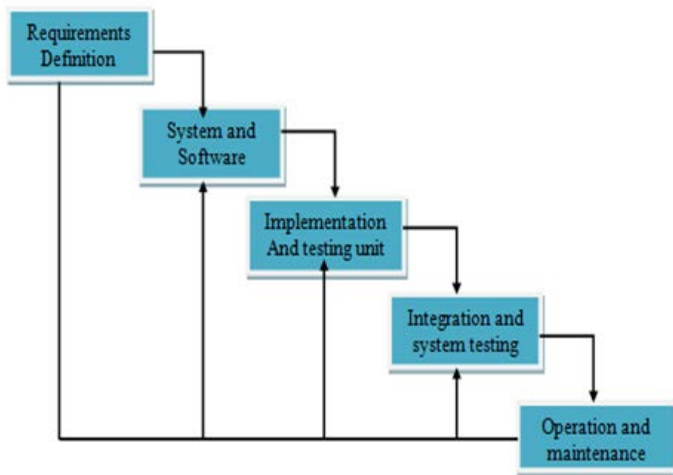 Requirements
Definition
System and
Software
Implementation
And testing unit
Integration and
system testing
Operation and
maintenance